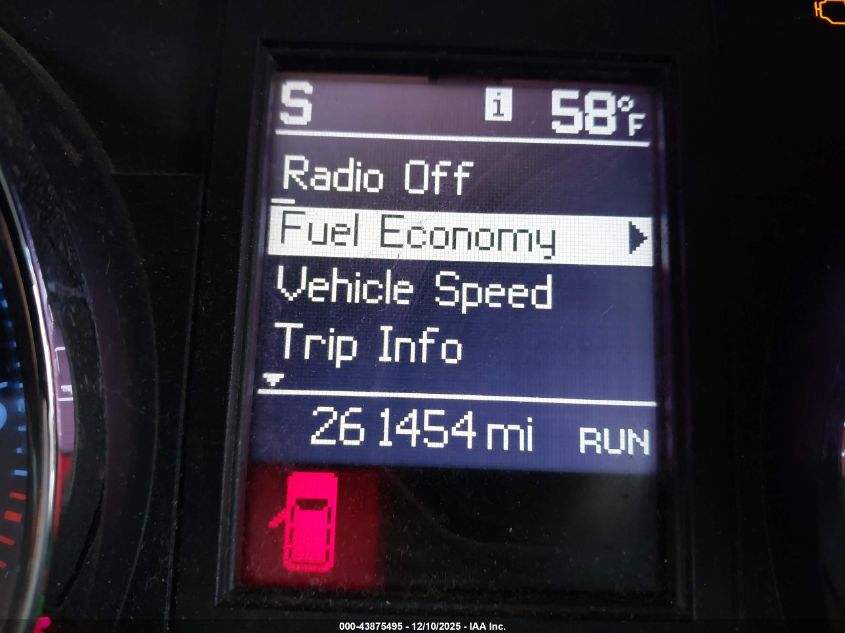 S i 58°F
Radio Off
Fuel Economy
Vehicle Speed
Trip Info
261454 mi RUN
000-43875495 - 12/10/2025 - IAA Inc.